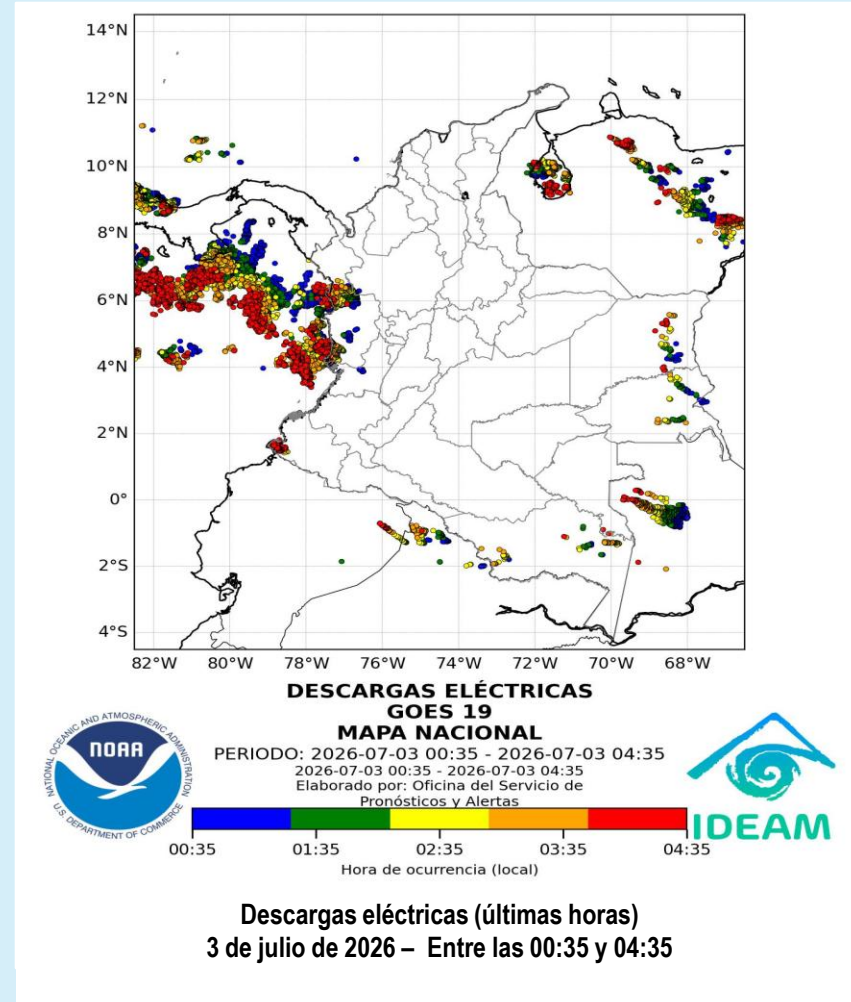 14°N
12°N
10°N
8°N
6°N
4°N
2°N
0°
2°S
4°S
82°W 80°W 78°W 76°W 74°W 72°W 70°W 68°W
DESCARGAS ELÉCTRICAS
GOES 19
MAPA NACIONAL
PERIODO: 2026-07-03 00:35 - 2026-07-03 04:35
2026-07-03 00:35 - 2026-07-03 04:35
Elaborado por: Oficina del Servicio de
Pronósticos y Alertas
NATIONAL OCEANIC AND ATMOSPHERIC ADMINISTRATION
NOAA
U.S. DEPARTMENT OF COMMERCE
IDEAM
00:35 01:35 02:35 03:35 04:35
Hora de ocurrencia (local)
Descargas eléctricas (últimas horas)
3 de julio de 2026 – Entre las 00:35 y 04:35